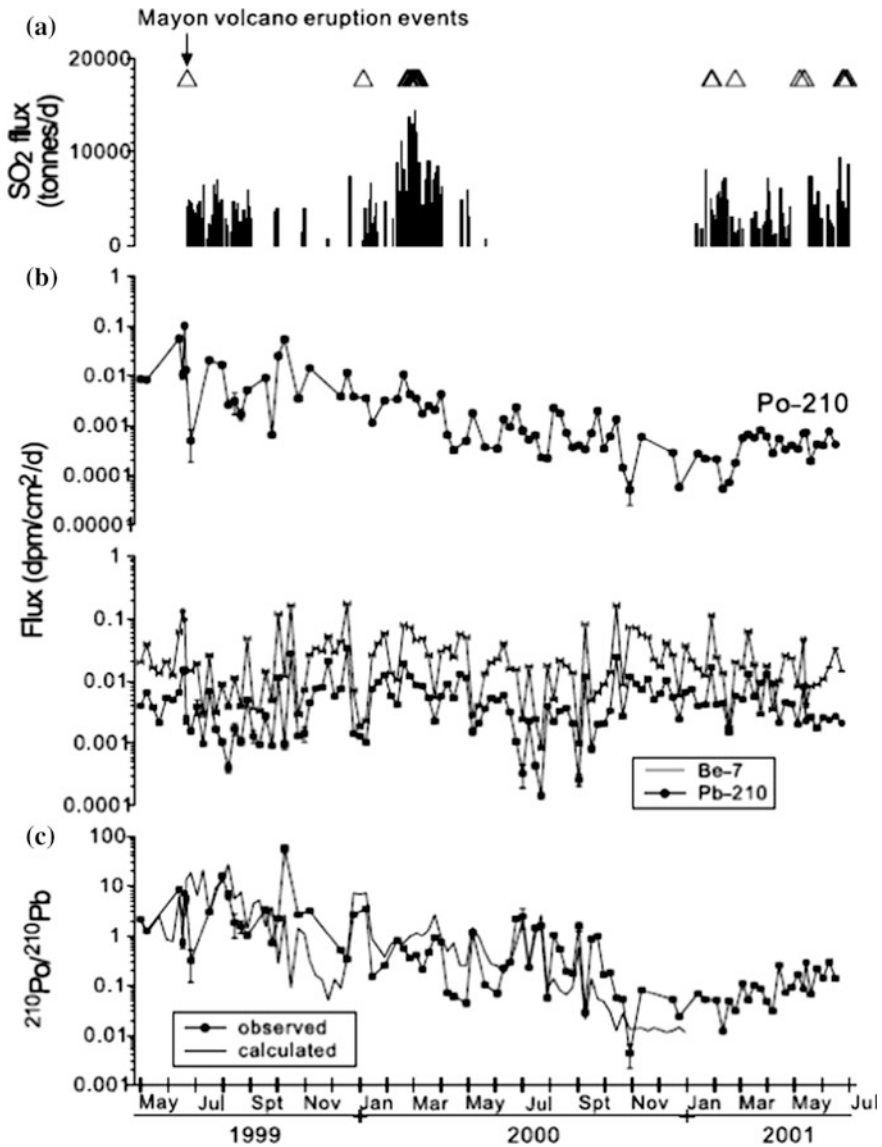 (a)
Mayon volcano eruption events
SO2 flux
(tonnes/d)
20000
10000
0
(b)
Flux (dpm/cm²/d)
1
0.1
0.01
0.001
0.0001
0.00001
Po-210
1
0.1
0.01
0.001
0.0001
Be-7
Pb-210
(c)
²¹⁰Po/²¹⁰Pb
100
10
1
0.1
0.01
0.001
observed
calculated
May Jul Spt Nov Jan Mar May Jul Spt Nov Jan Mar May Jul
1999 2000 2001